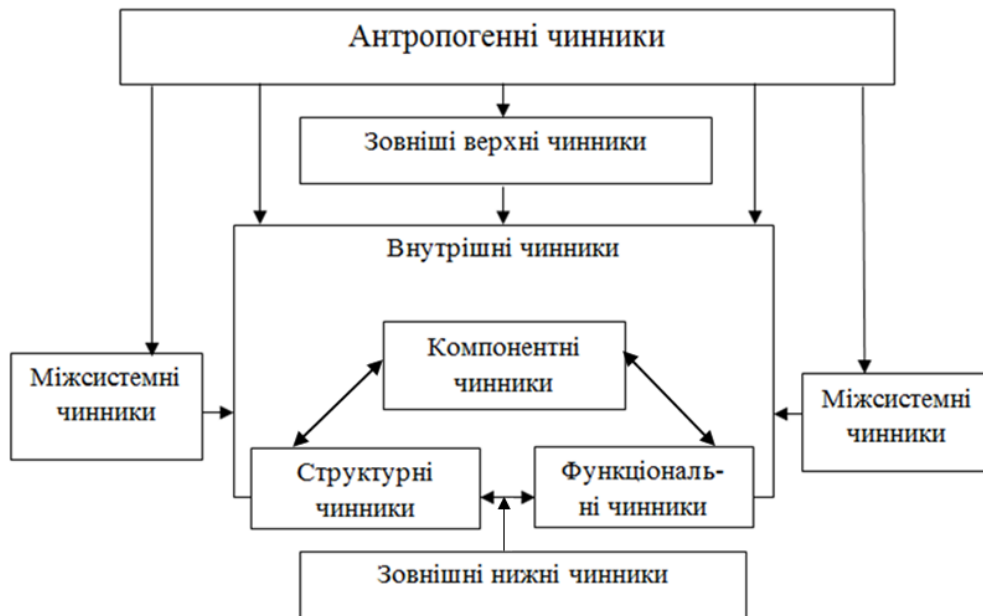 Антропогенні чинники
Зовніші верхні чинники
Внутрішні чинники
Компонентні
чинники
Міжсистемні
чинники
Міжсистемні
чинники
Структурні
чинники
Функціональ-
ні чинники
Зовнішні нижні чинники